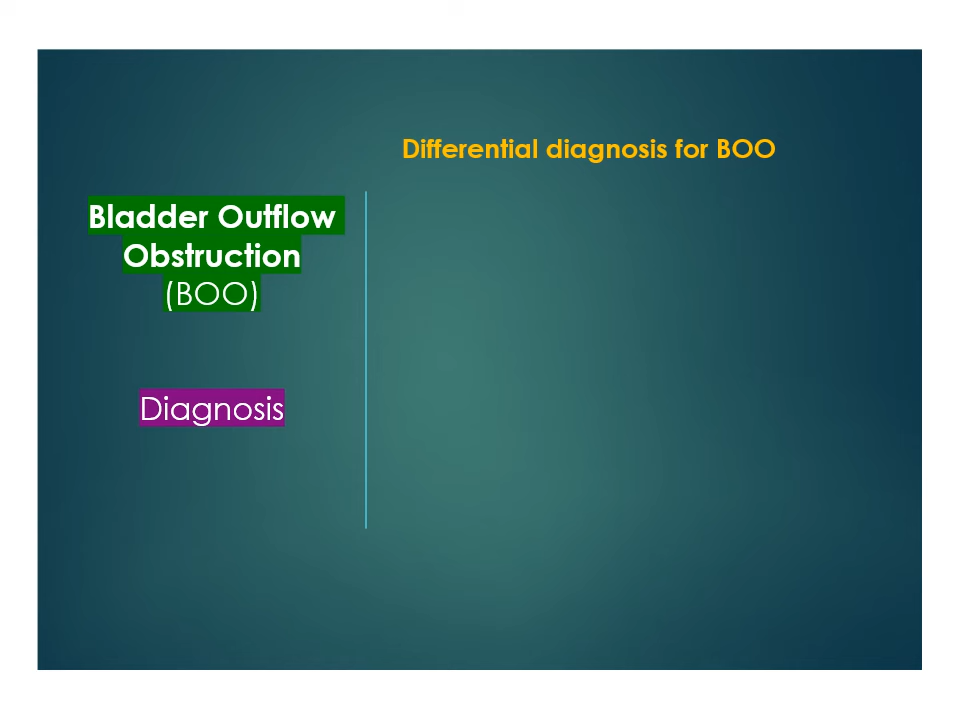 Differential diagnosis for BOO
Bladder Outflow
Obstruction
(BOO)
Diagnosis